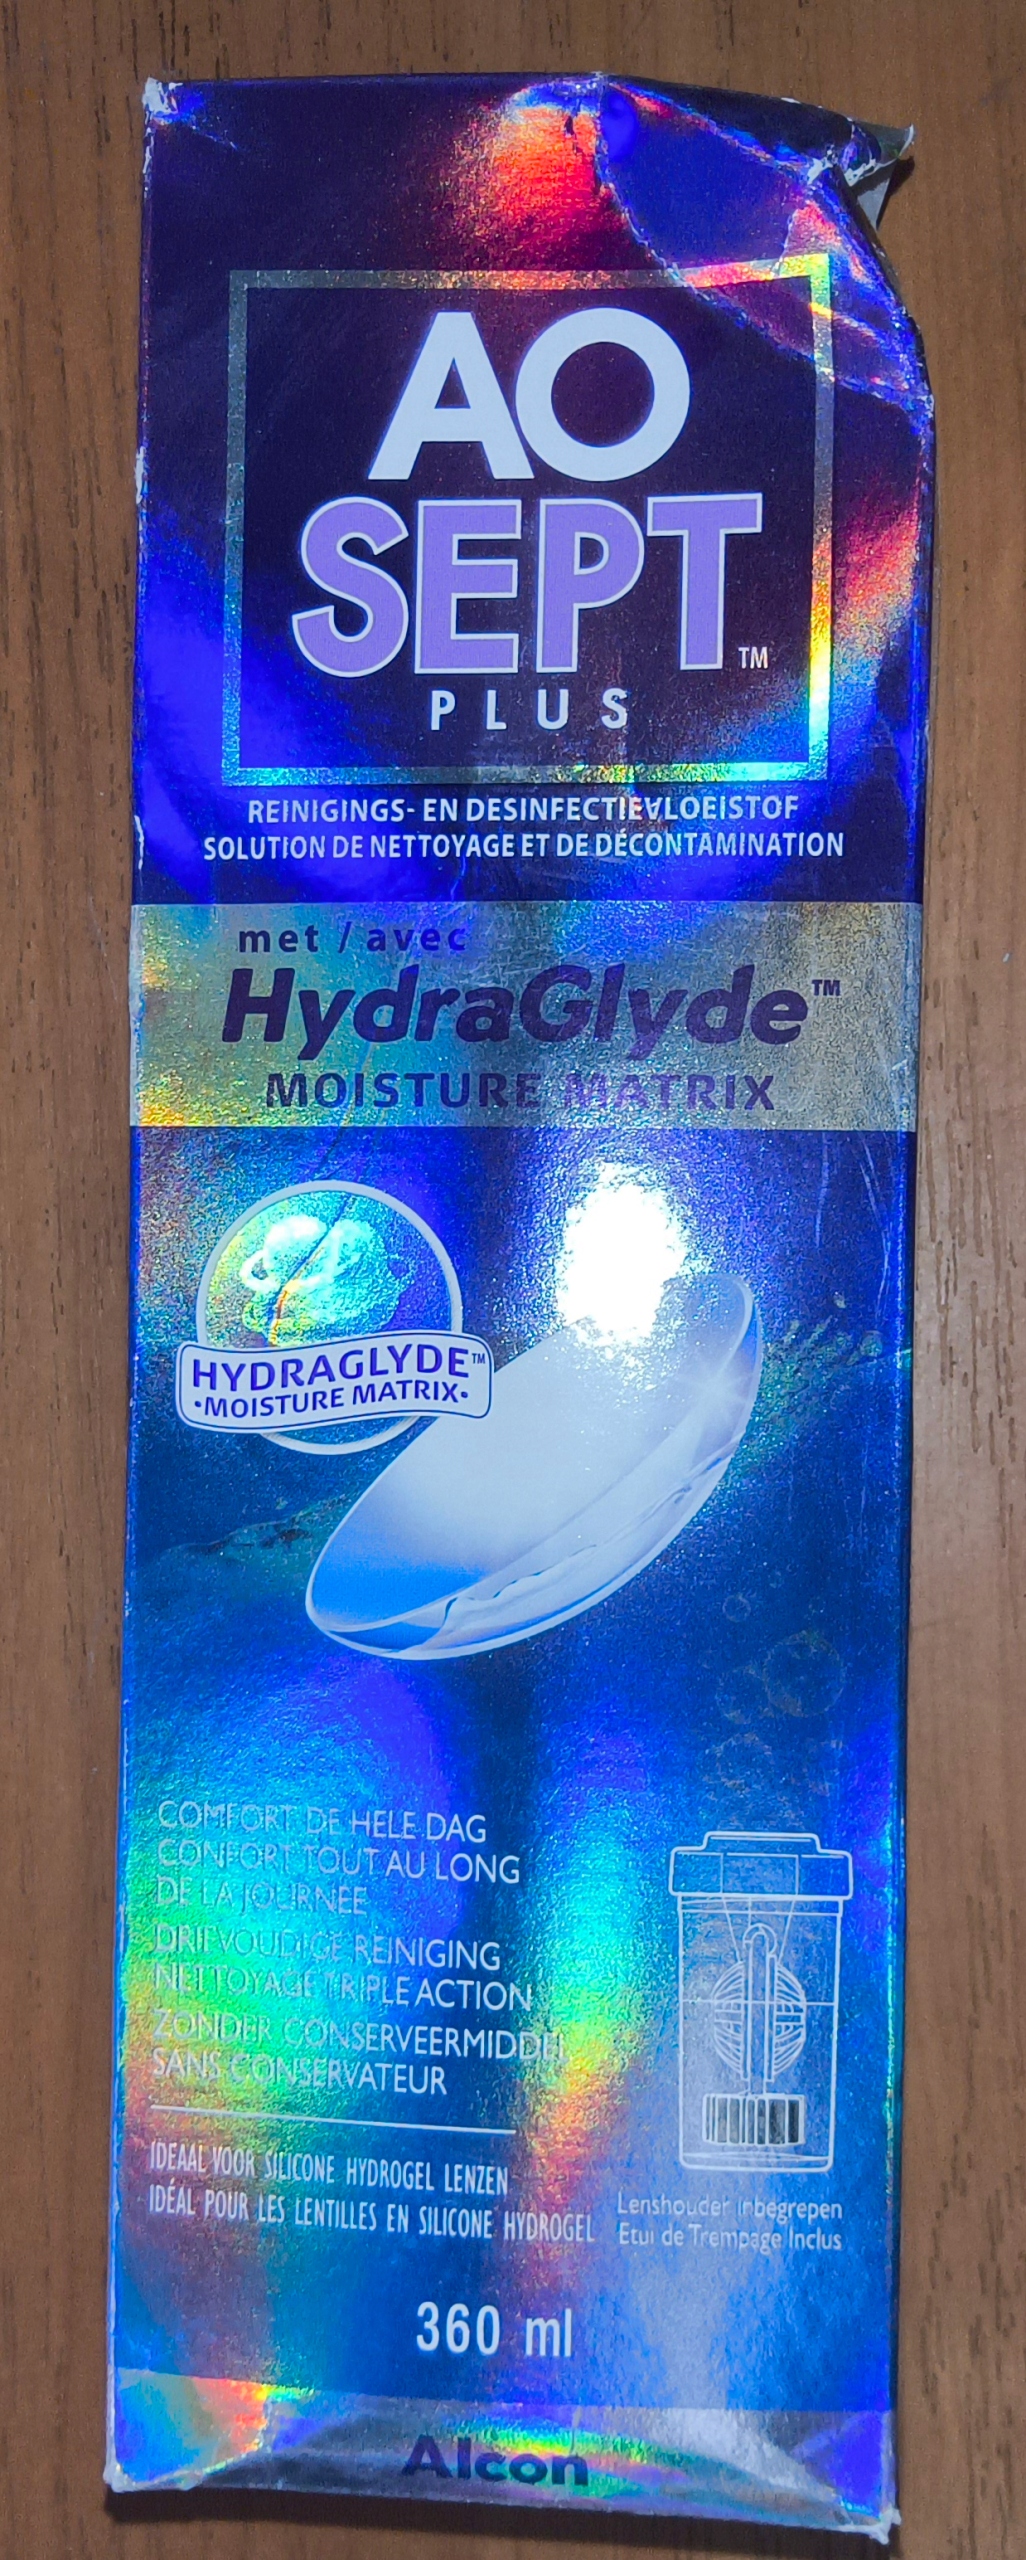 AO
SEPT™
PLUS
REINIGINGS- EN DESINFECTIEVLOEISTOF
SOLUTION DE NETTOYAGE ET DE DÉCONTAMINATION
met / avec
HydraGlyde™
MOISTURE MATRIX
HYDRAGLYDE™
•MOISTURE MATRIX•
COMFORT DE HELE DAG
CONFORT TOUT AU LONG
DE LA JOURNÉE
DRIEVOUDIGE REINIGING
NETTOYAGE TRIPLE ACTION
ZONDER CONSERVEERMIDDEL
SANS CONSERVATEUR
IDEAAL VOOR SILICONE HYDROGEL LENZEN
IDÉAL POUR LES LENTILLES EN SILICONE HYDROGEL
Lenshouder inbegrepen
Etui de Trempage Inclus
360 ml
Alcon